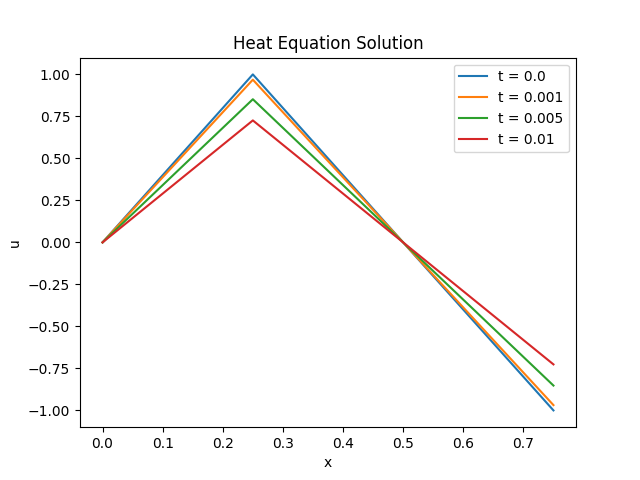 Heat Equation Solution
t = 0.0
t = 0.001
t = 0.005
t = 0.01
1.00
0.75
0.50
0.25
0.00
−0.25
−0.50
−0.75
−1.00
u
0.0 0.1 0.2 0.3 0.4 0.5 0.6 0.7
x